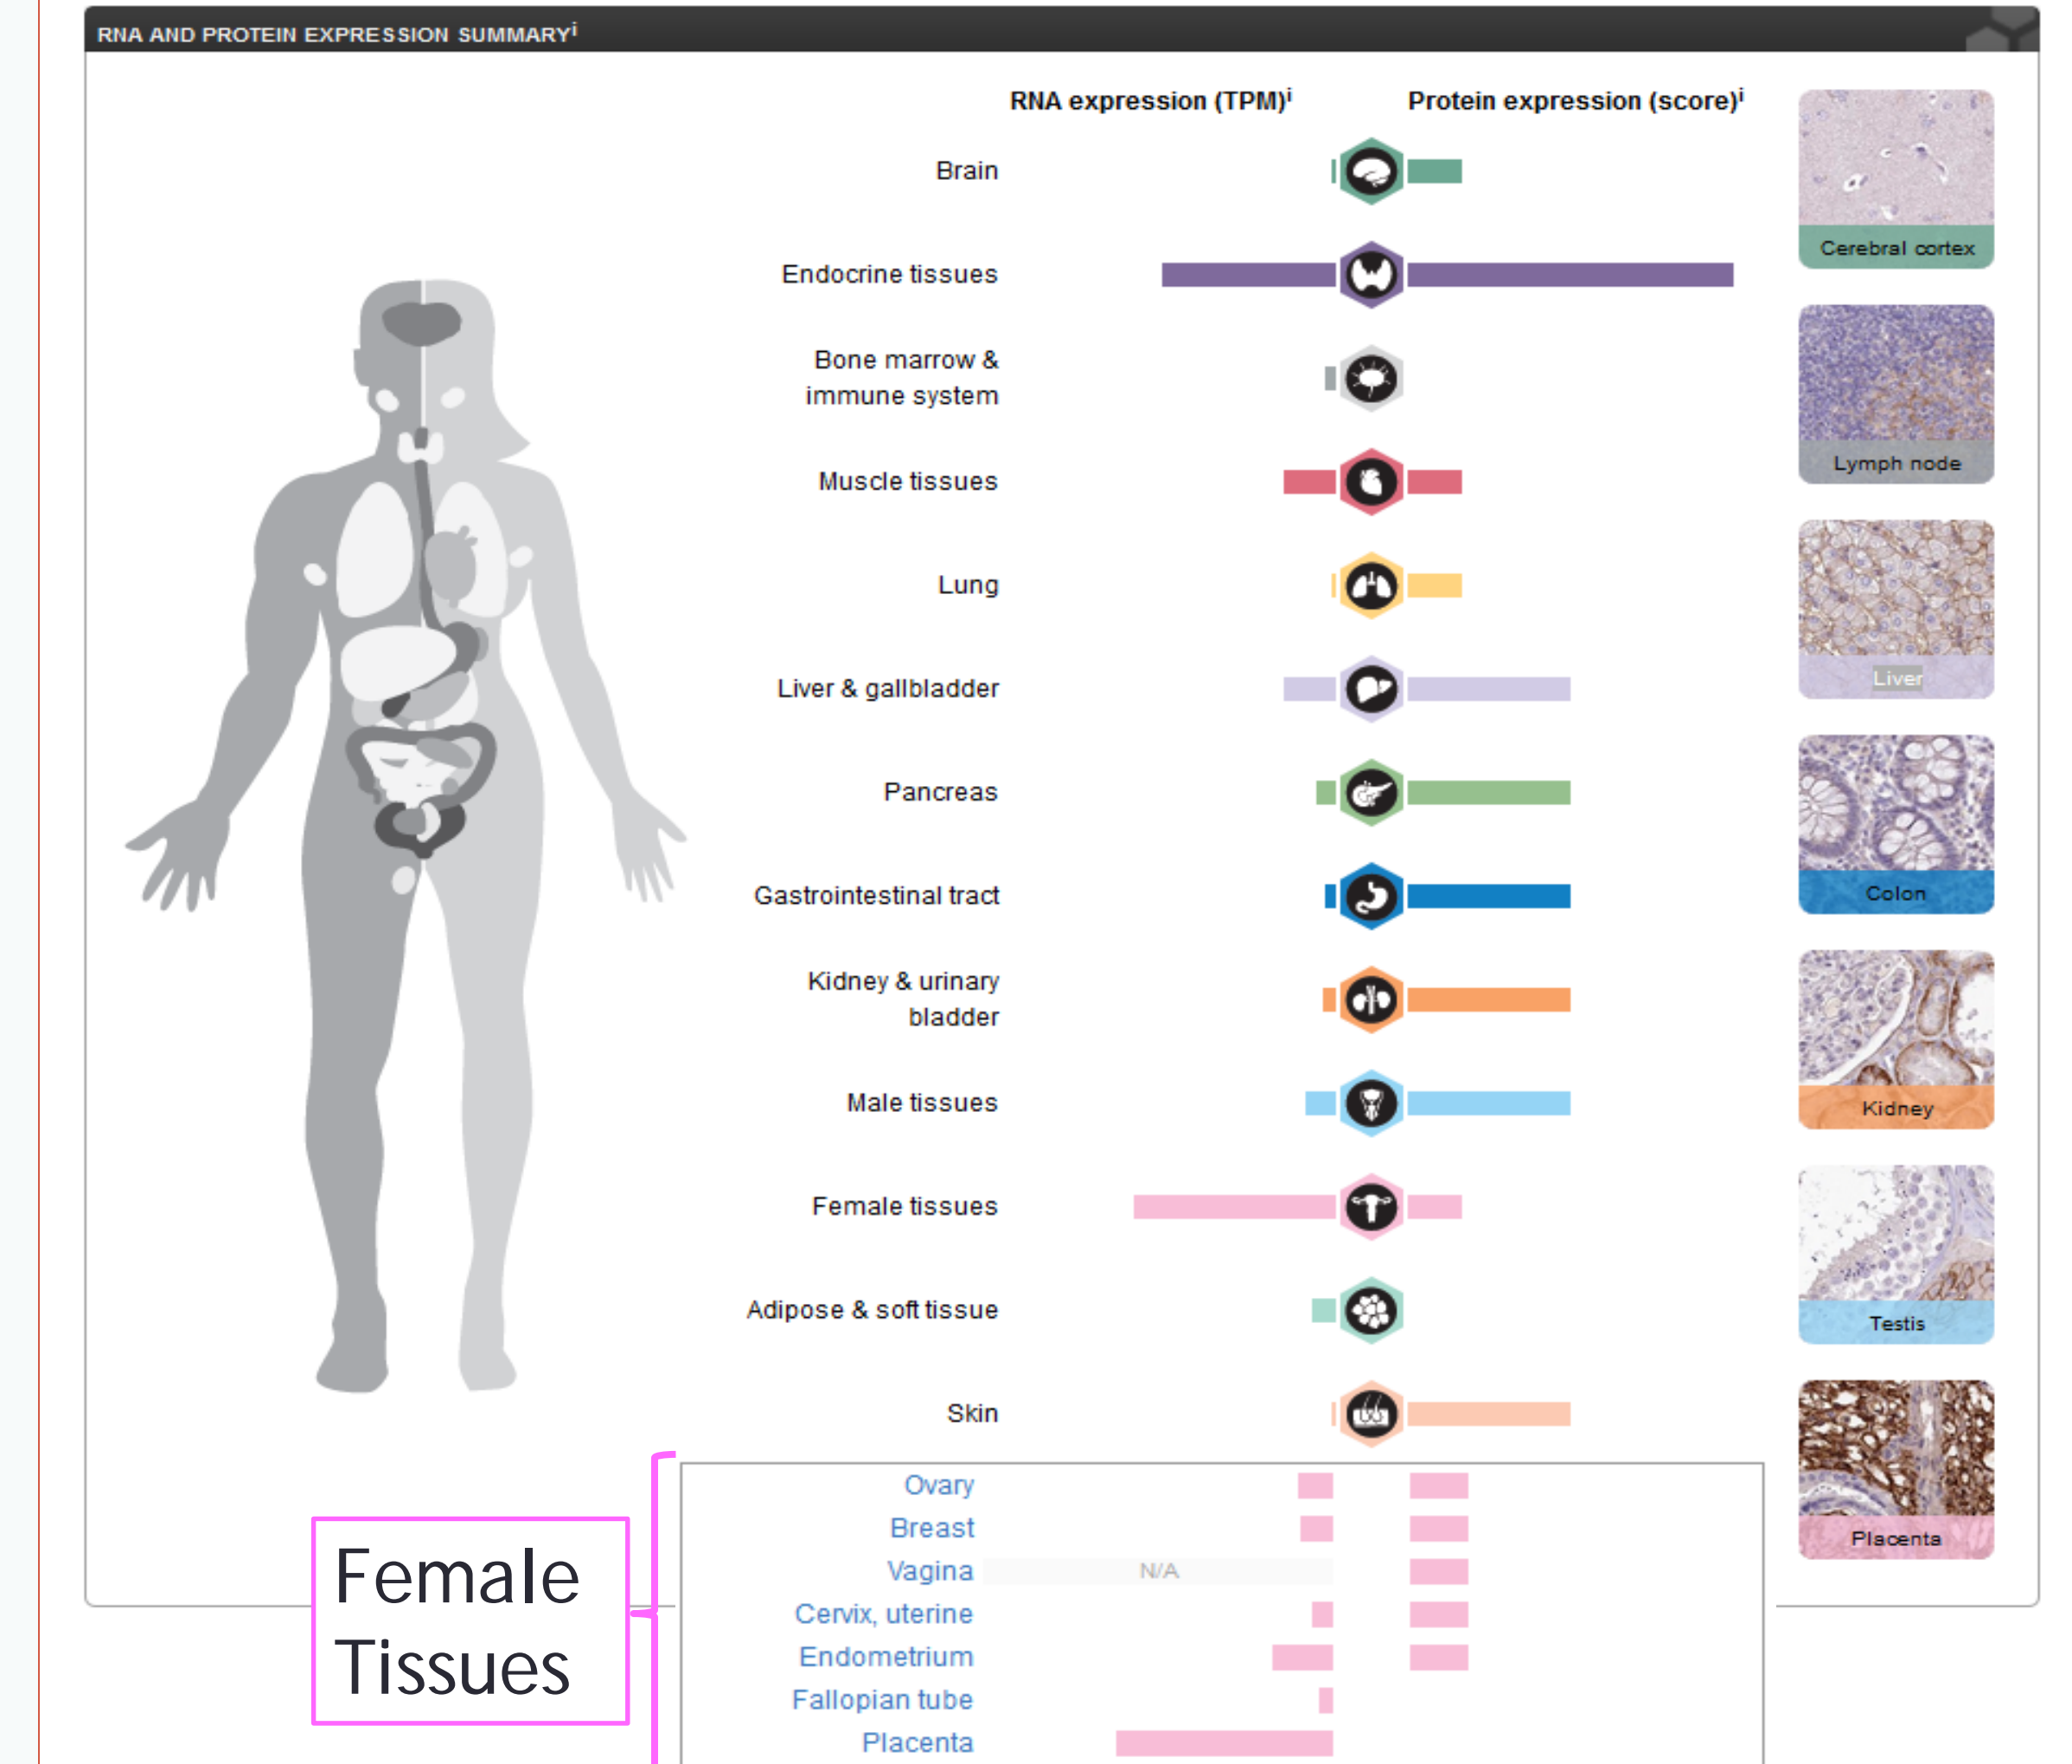 RNA AND PROTEIN EXPRESSION SUMMARYi
RNA expression (TPM)i
Protein expression (score)i
Brain
Endocrine tissues
Bone marrow &
immune system
Muscle tissues
Lung
Liver & gallbladder
Pancreas
Gastrointestinal tract
Kidney & urinary
bladder
Male tissues
Female tissues
Adipose & soft tissue
Skin
Cerebral cortex
Lymph node
Liver
Colon
Kidney
Testis
Placenta
Female
Tissues
Ovary
Breast
Vagina N/A
Cervix, uterine
Endometrium
Fallopian tube
Placenta